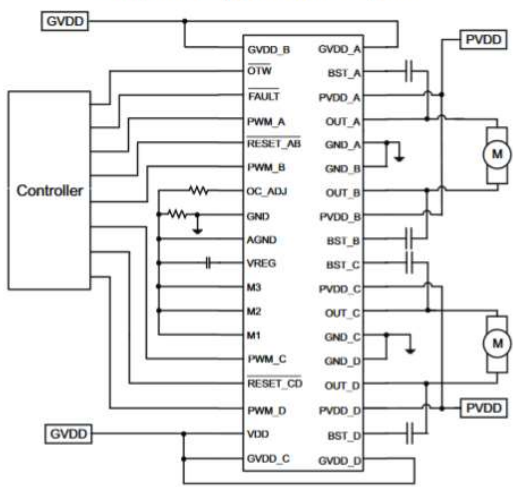 GVDD
PVDD
GVDD_B GVDD_A
OTW BST_A
FAULT PVDD_A
PWM_A OUT_A
RESET_AB GND_A
M
PWM_B GND_B
Controller
OC_ADJ OUT_B
GND PVDD_B
AGND BST_B
VREG BST_C
M3 PVDD_C
M2 OUT_C
M1 GND_C
M
PWM_C GND_D
RESET_CD OUT_D
PWM_D PVDD_D
PVDD
GVDD
VDD BST_D
GVDD_C GVDD_D